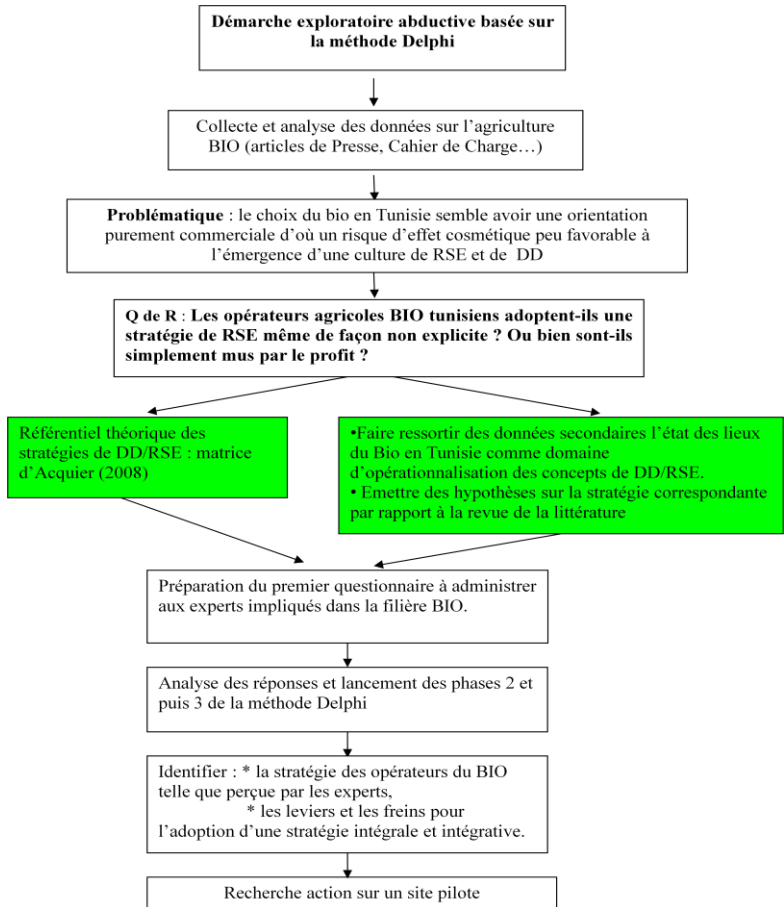 Démarche exploratoire abductive basée sur
la méthode Delphi
Collecte et analyse des données sur l'agriculture
BIO (articles de Presse, Cahier de Charge…)
Problématique : le choix du bio en Tunisie semble avoir une orientation
purement commerciale d'où un risque d'effet cosmétique peu favorable à
l'émergence d'une culture de RSE et de DD
Q de R : Les opérateurs agricoles BIO tunisiens adoptent-ils une
stratégie de RSE même de façon non explicite ? Ou bien sont-ils
simplement mus par le profit ?
Référentiel théorique des
stratégies de DD/RSE : matrice
d'Acquier (2008)
•Faire ressortir des données secondaires l'état des lieux
du Bio en Tunisie comme domaine
d'opérationnalisation des concepts de DD/RSE.
• Emettre des hypothèses sur la stratégie correspondante
par rapport à la revue de la littérature
Préparation du premier questionnaire à administrer
aux experts impliqués dans la filière BIO.
Analyse des réponses et lancement des phases 2 et
puis 3 de la méthode Delphi
Identifier : * la stratégie des opérateurs du BIO
telle que perçue par les experts,
* les leviers et les freins pour
l'adoption d'une stratégie intégrale et intégrative.
Recherche action sur un site pilote